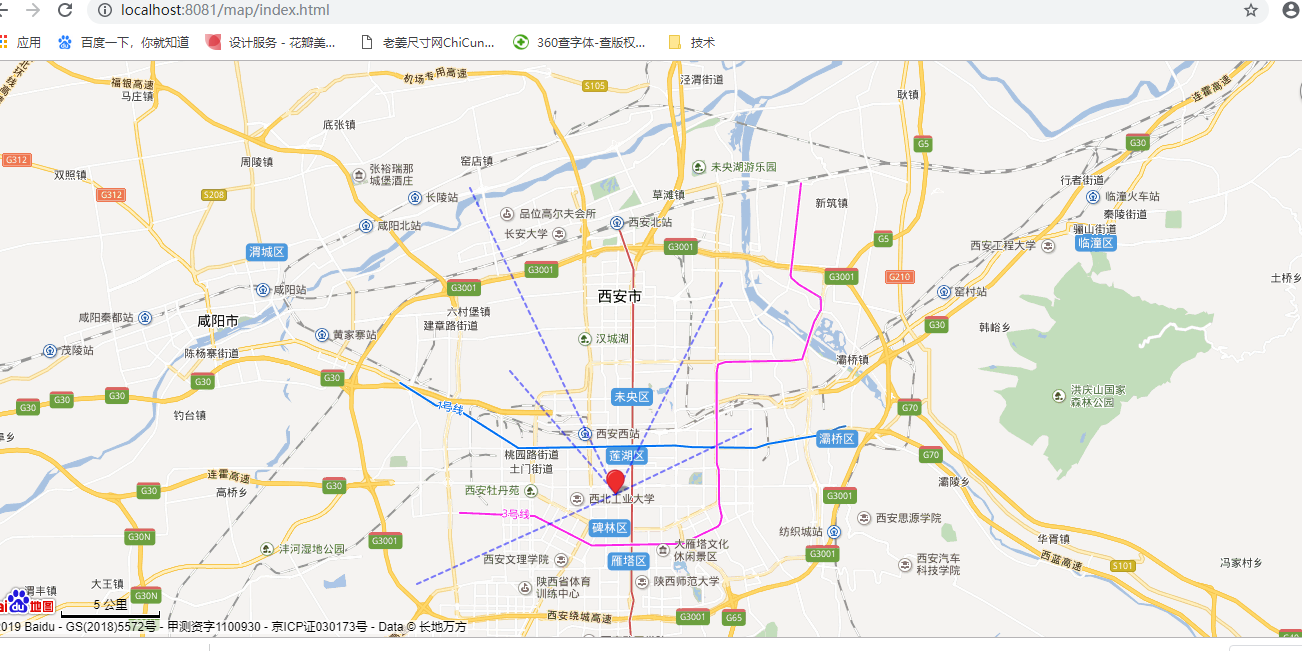 localhost:8081/map/index.html
应用
百度一下，你就知道
设计服务 - 花瓣美...
老姜尺寸网ChiCun...
360查字体-查版权...
技术
福银高速
马庄镇
机场专用高速
S105
泾渭街道
耿镇
连霍高速
底张镇
G5
G30
G312
周陵镇
窑店镇
张裕瑞那
城堡酒庄
未央湖游乐园
双照镇
G312
S208
长陵站
草滩镇
新筑镇
行者街道
临潼火车站
秦陵街道
品位高尔夫会所
西安北站
咸阳北站
长安大学
骊山街道
临潼区
西安工程大学
G5
渭城区
G3001
G3001
G3001
G210
土桥乡
咸阳站
G3001
西安市
窑村站
咸阳秦都站
咸阳市
六村堡镇
建章路街道
G30
韩峪乡
黄家寨站
汉城湖
茂陵站
陈杨寨街道
灞桥镇
G30
G30
洪庆山国家
森林公园
G30
G30
G30
未央区
1号线
G70
钓台镇
西安西站
灞桥区
桃园路街道
莲湖区
G70
土门街道
连霍高速
高桥乡
G30
G30
西安牡丹苑
西北工业大学
G3001
灞陵乡
3号线
碑林区
西安思源学院
纺织城站
G30N
G3001
沣河湿地公园
大雁塔文化
休闲景区
华胥镇
西安文理学院
雁塔区
G3001
西安汽车
科技学院
西蓝高速
S101
冯家村乡
大王镇
渭丰镇
G30N
陕西省体育
训练中心
陕西师范大学
5 公里
地图
西安绕城高速
G3001
G65
2019 Baidu - GS(2018)5572号 - 甲测资字1100930 - 京ICP证030173号 - Data © 长地万方